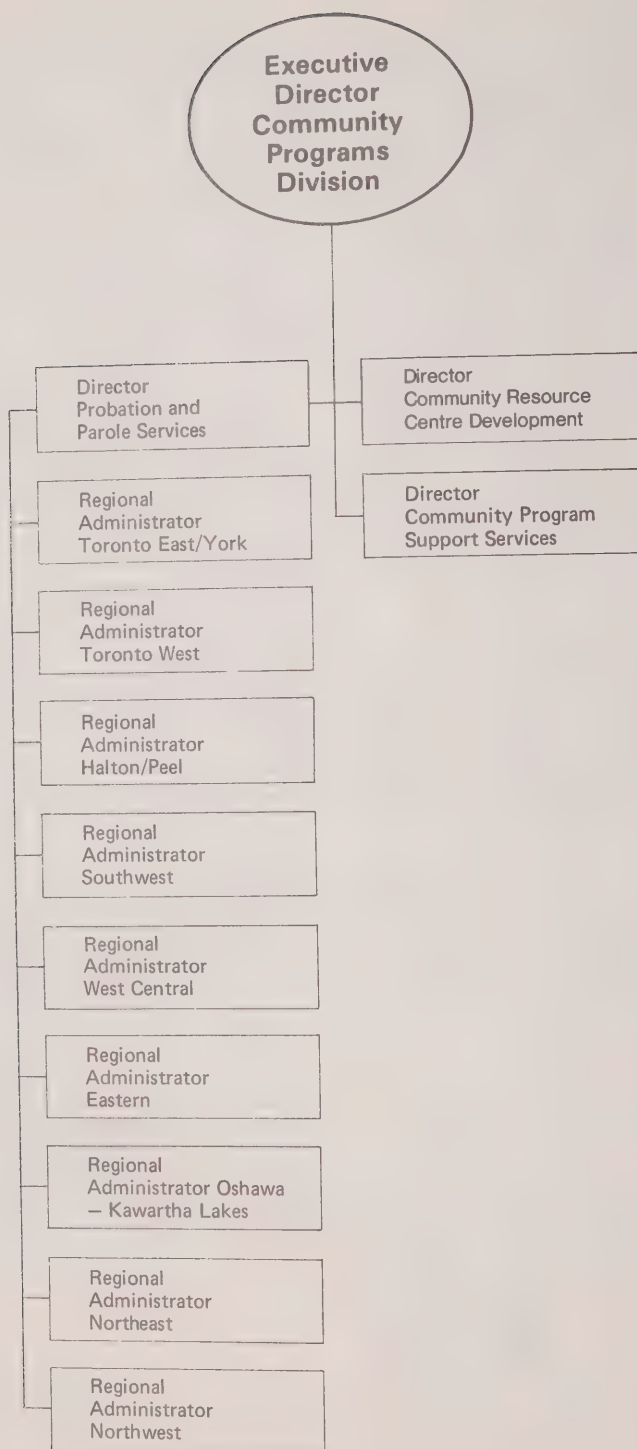 Executive
Director
Community
Programs
Division
Director
Probation and
Parole Services
Director
Community Resource
Centre Development
Director
Community Program
Support Services
Regional
Administrator
Toronto East/York
Regional
Administrator
Toronto West
Regional
Administrator
Halton/Peel
Regional
Administrator
Southwest
Regional
Administrator
West Central
Regional
Administrator
Eastern
Regional
Administrator Oshawa
– Kawartha Lakes
Regional
Administrator
Northeast
Regional
Administrator
Northwest